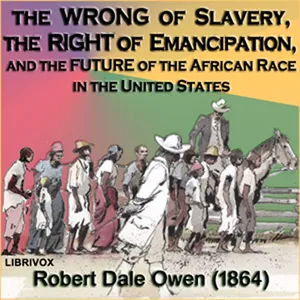 THE WRONG OF SLAVERY,
THE RIGHT OF EMANCIPATION,
AND THE FUTURE OF THE AFRICAN RACE
IN THE UNITED STATES
LIBRIVOX
Robert Dale Owen (1864)